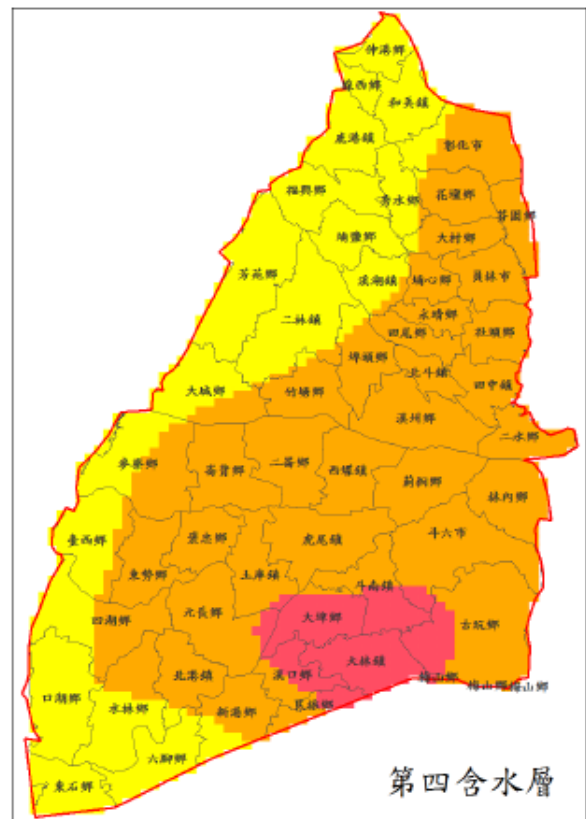 伸港鄉
線西鄉
和美鎮
鹿港鎮
彰化市
福興鄉
秀水鄉
花壇鄉
芬園鄉
埔鹽鄉
大村鄉
芳苑鄉
溪湖鎮
埔心鄉
員林市
二林鎮
永靖鄉
田尾鄉
社頭鄉
埤頭鄉
北斗鎮
田中鎮
大城鄉
竹塘鄉
溪州鄉
二水鄉
麥寮鄉
崙背鄉
二崙鄉
西螺鎮
莿桐鄉
林內鄉
臺西鄉
褒忠鄉
虎尾鎮
斗六市
東勢鄉
土庫鎮
斗南鎮
四湖鄉
元長鄉
大埤鄉
古坑鄉
口湖鄉
北港鎮
溪口鄉
大林鎮
梅山鄉
梅山鄉
梅山鄉
水林鄉
新港鄉
民雄鄉
六腳鄉
東石鄉
第四含水層